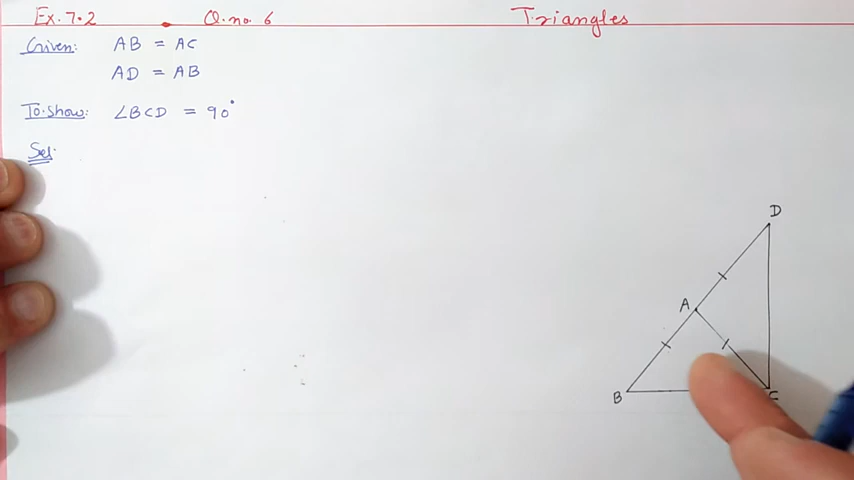 Ex. 7.2 Q.no. 6 Triangles
Given: AB = AC
AD = AB
To show: ∠BCD = 90°
Sol:
D
A
B C